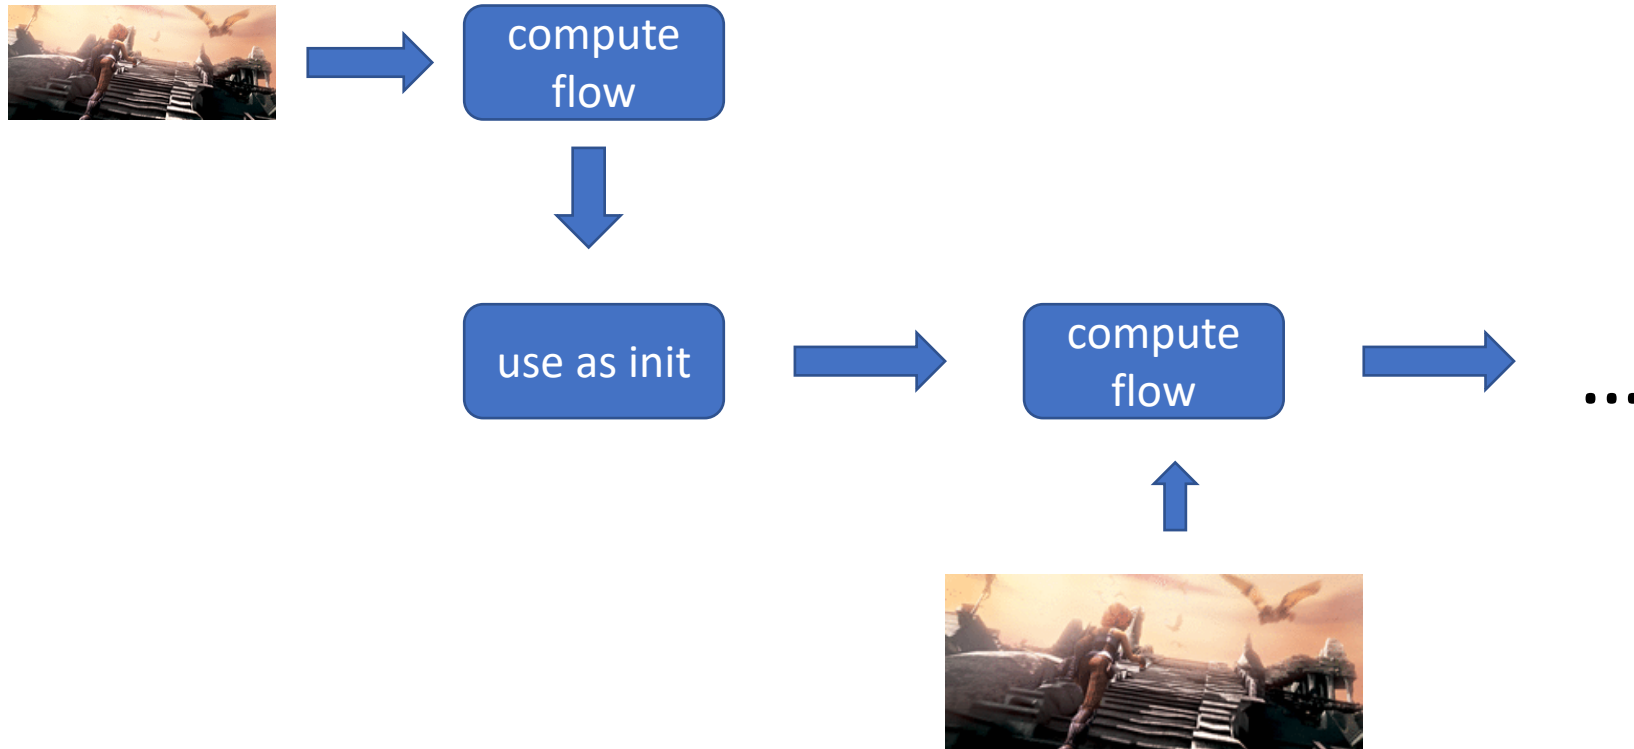 compute
flow
use as init
compute
flow
...